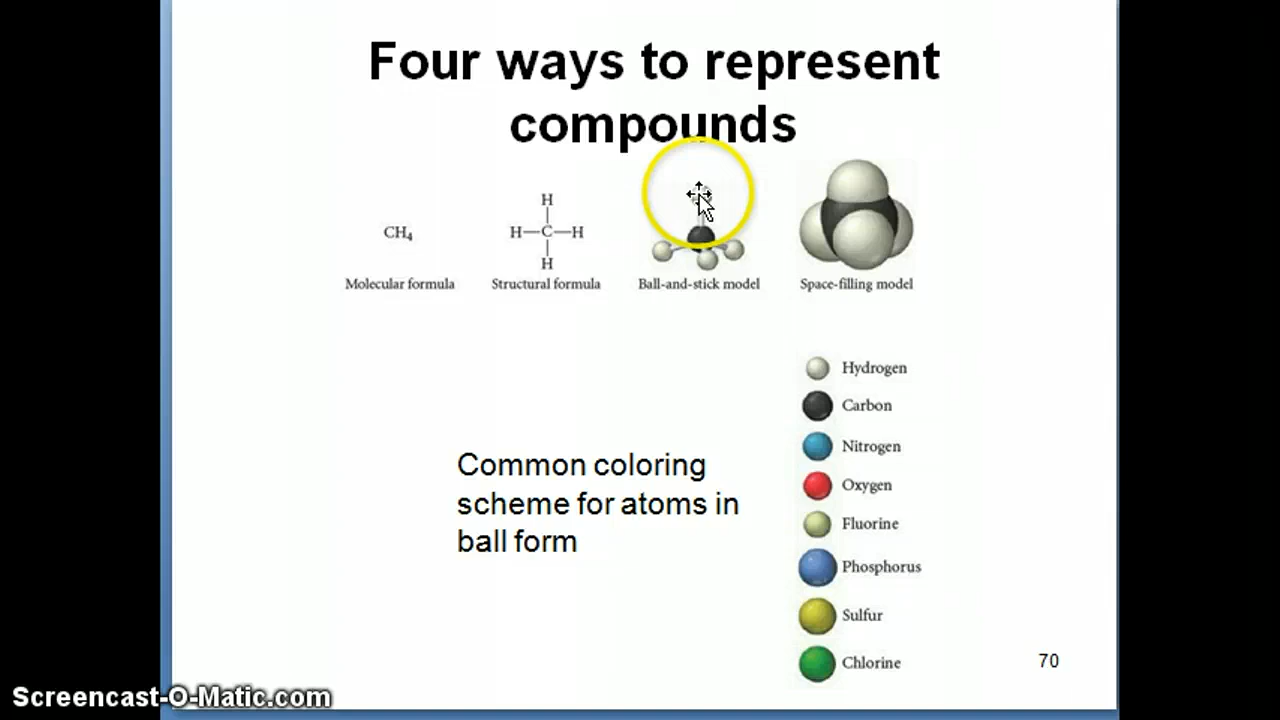 Four ways to represent
compounds
CH₄
H
H—C—H
H
Molecular formula
Structural formula
Ball-and-stick model
Space-filling model
Hydrogen
Carbon
Nitrogen
Common coloring
scheme for atoms in
ball form
Oxygen
Fluorine
Phosphorus
Sulfur
Chlorine
70
Screencast-O-Matic.com